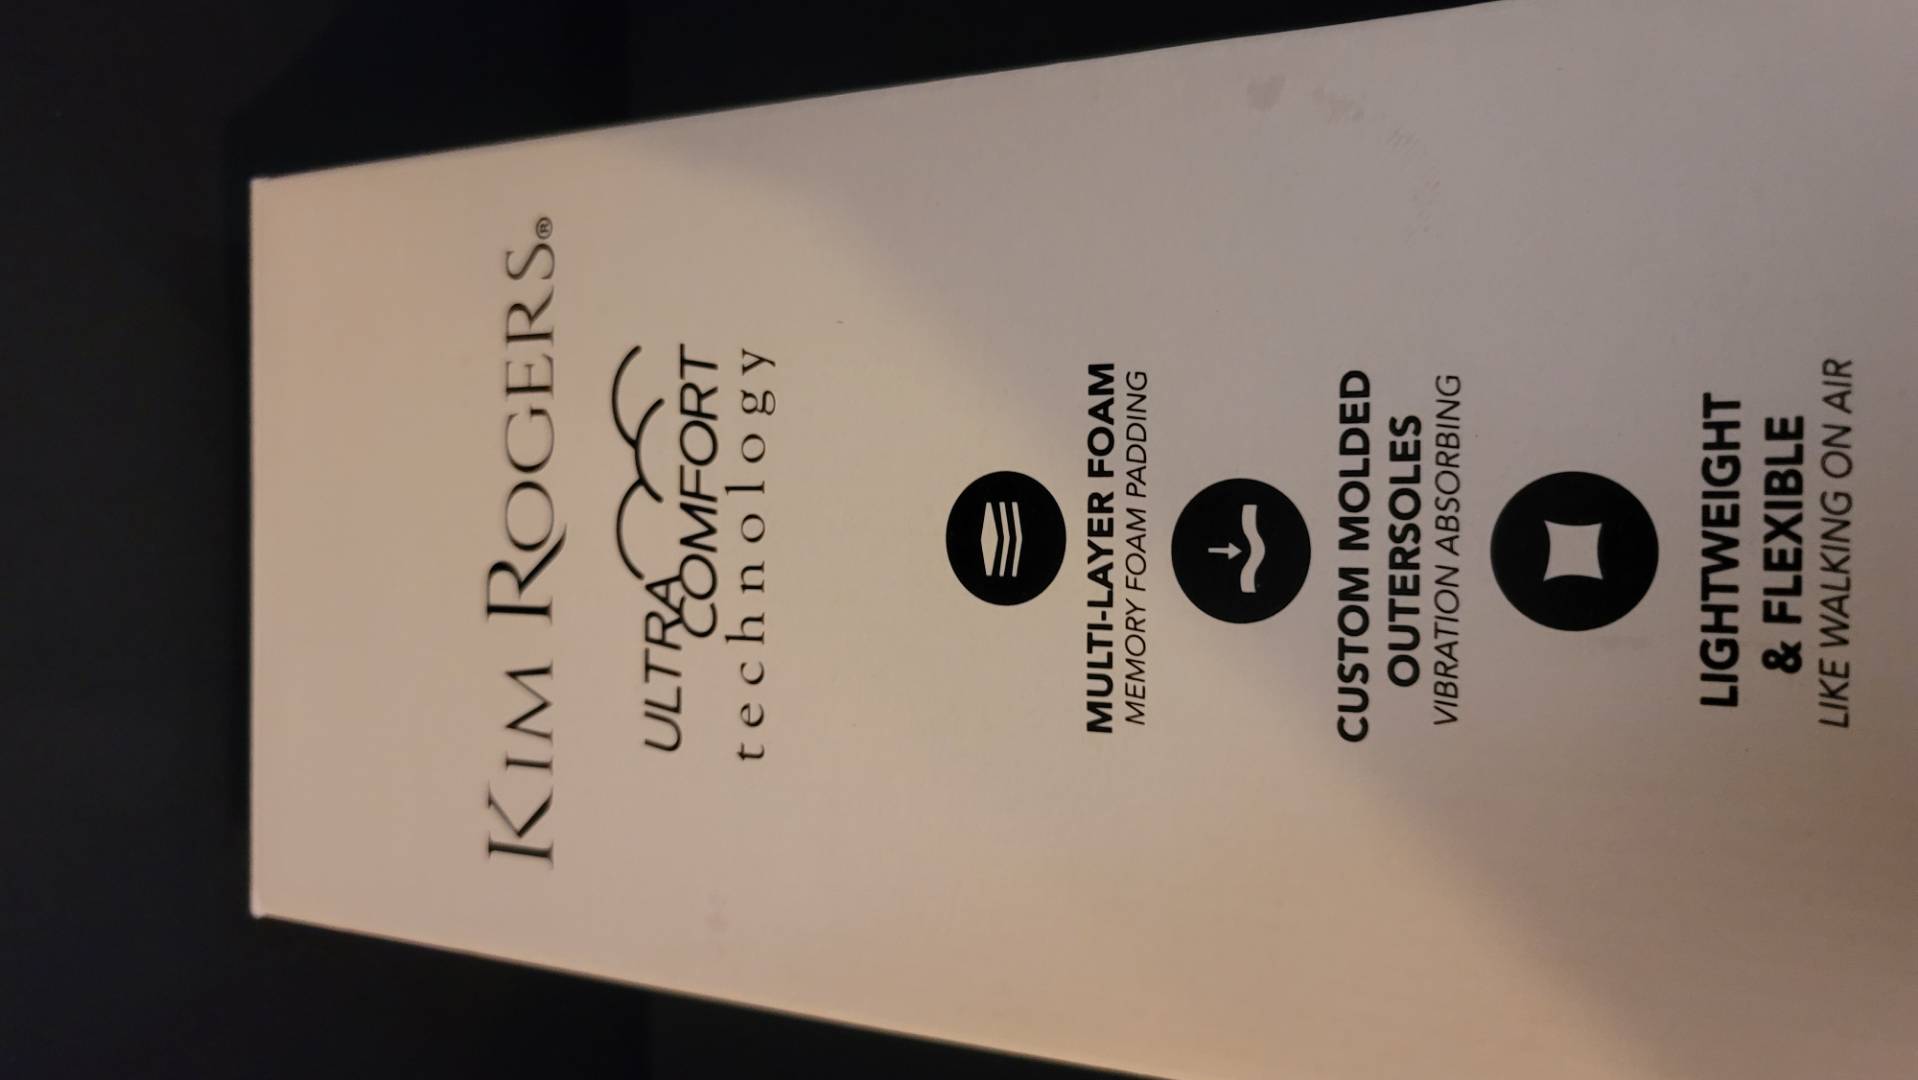 KIM ROGERS®
ULTRA
COMFORT
technology
MULTI-LAYER FOAM
MEMORY FOAM PADDING
CUSTOM MOLDED
OUTERSOLES
VIBRATION ABSORBING
LIGHTWEIGHT
& FLEXIBLE
LIKE WALKING ON AIR